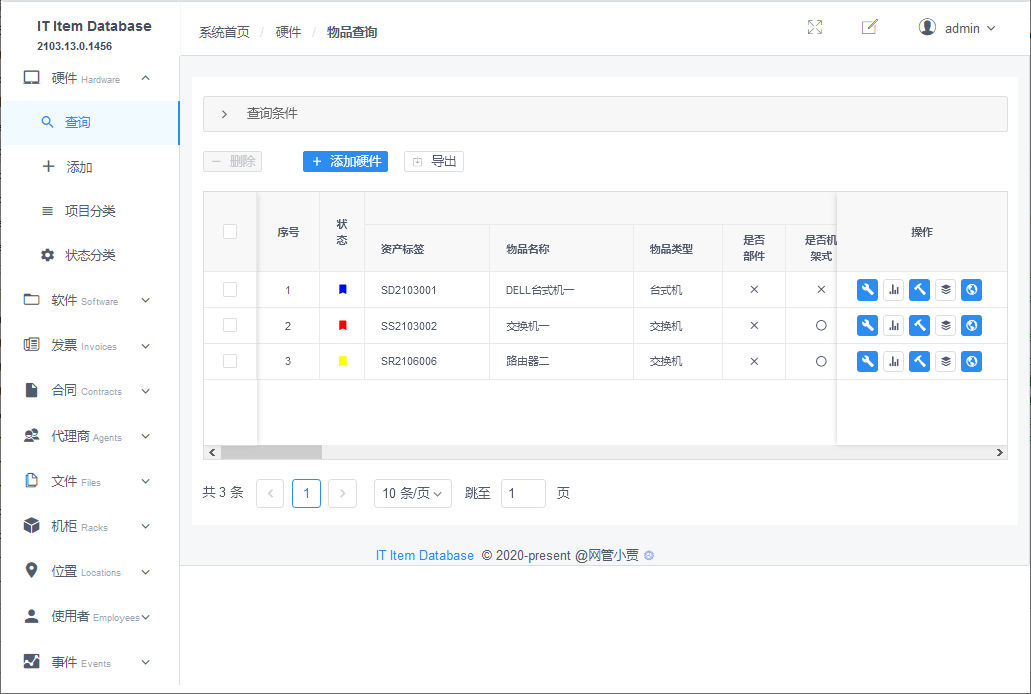 IT Item Database
2103.13.0.1456
系统首页 / 硬件 / 物品查询
admin
硬件 Hardware
查询
添加
项目分类
状态分类
软件 Software
发票 Invoices
合同 Contracts
代理商 Agents
文件 Files
机柜 Racks
位置 Locations
使用者 Employees
事件 Events
查询条件
删除 添加硬件 导出
序号 状态 资产标签 物品名称 物品类型 是否部件 是否机架式 操作
1 SD2103001 DELL台式机一 台式机
2 SS2103002 交换机一 交换机
3 SR2106006 路由器二 交换机
共 3 条 1 10 条/页 跳至 1 页
IT Item Database © 2020-present @网管小贾